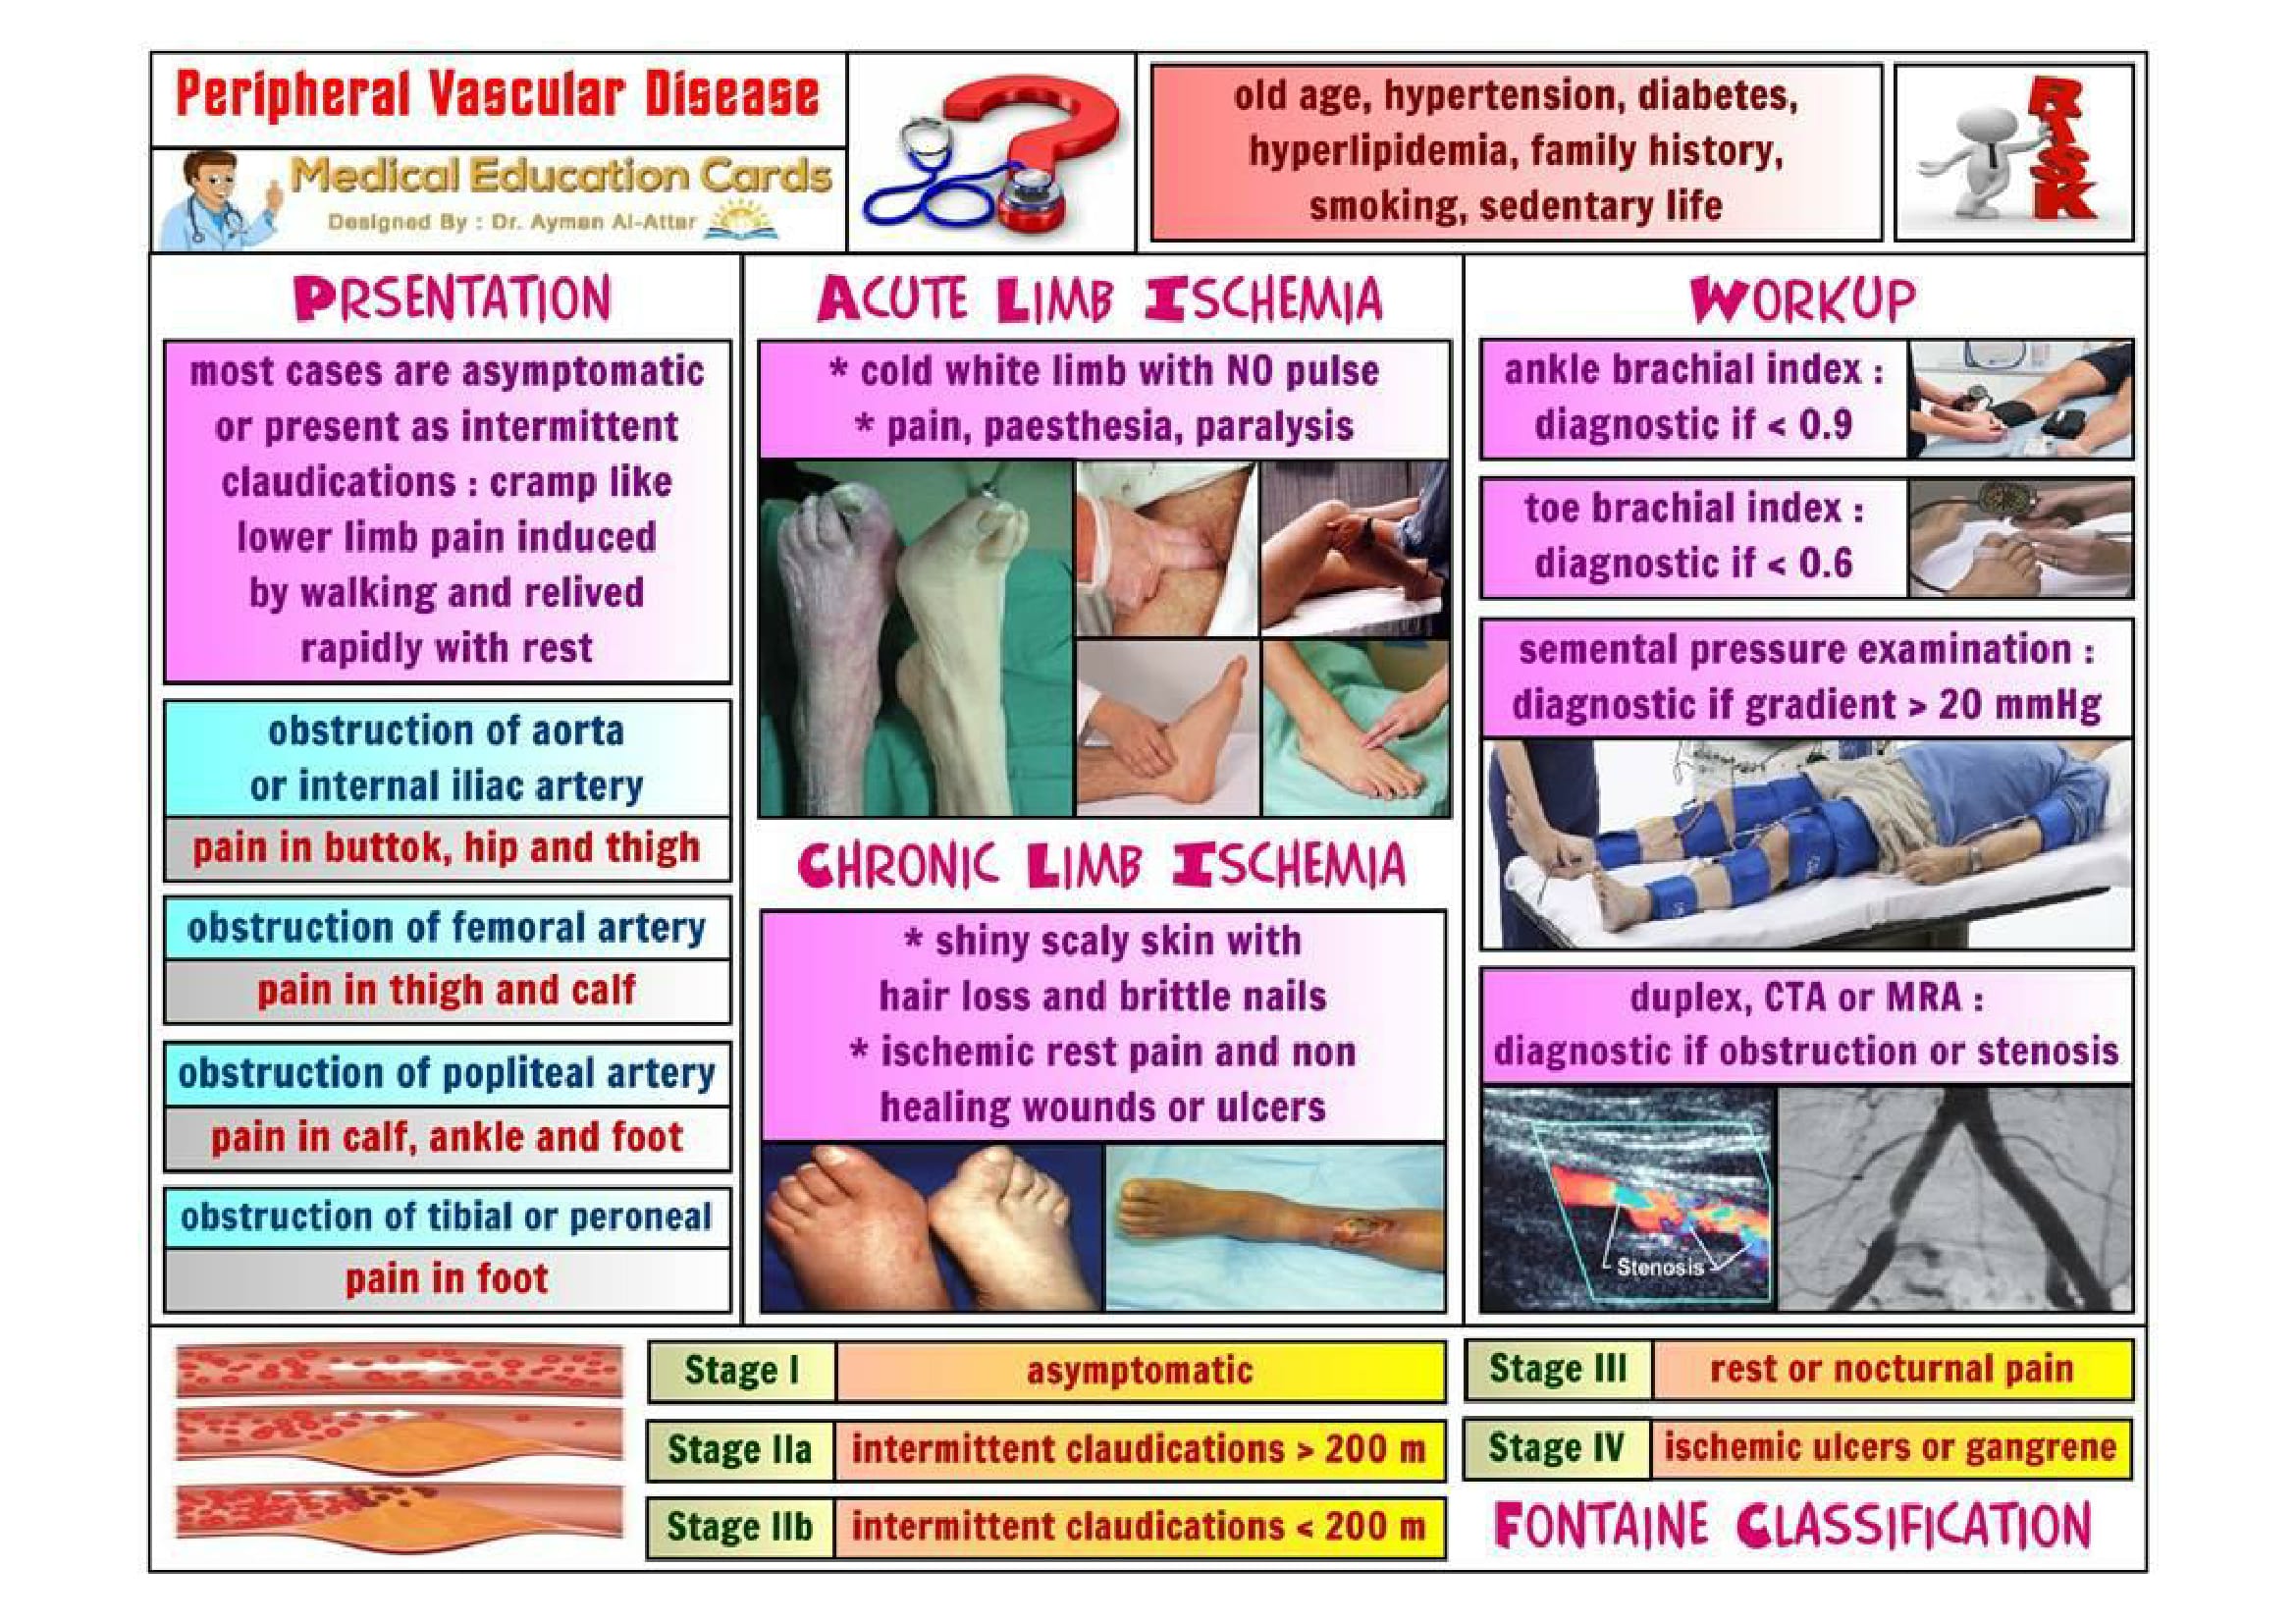 Peripheral Vascular Disease
Medical Education Cards
Designed By : Dr. Ayman Al-Attar
old age, hypertension, diabetes,
hyperlipidemia, family history,
smoking, sedentary life
RISK
PRSENTATION
most cases are asymptomatic
or present as intermittent
claudications : cramp like
lower limb pain induced
by walking and relived
rapidly with rest
obstruction of aorta
or internal iliac artery
pain in buttok, hip and thigh
obstruction of femoral artery
pain in thigh and calf
obstruction of popliteal artery
pain in calf, ankle and foot
obstruction of tibial or peroneal
pain in foot
ACUTE LIMB ISCHEMIA
* cold white limb with NO pulse
* pain, paesthesia, paralysis
CHRONIC LIMB ISCHEMIA
* shiny scaly skin with
hair loss and brittle nails
* ischemic rest pain and non
healing wounds or ulcers
WORKUP
ankle brachial index :
diagnostic if < 0.9
toe brachial index :
diagnostic if < 0.6
semental pressure examination :
diagnostic if gradient > 20 mmHg
duplex, CTA or MRA :
diagnostic if obstruction or stenosis
Stenosis
Stage I asymptomatic
Stage IIa intermittent claudications > 200 m
Stage IIb intermittent claudications < 200 m
Stage III rest or nocturnal pain
Stage IV ischemic ulcers or gangrene
FONTAINE CLASSIFICATION